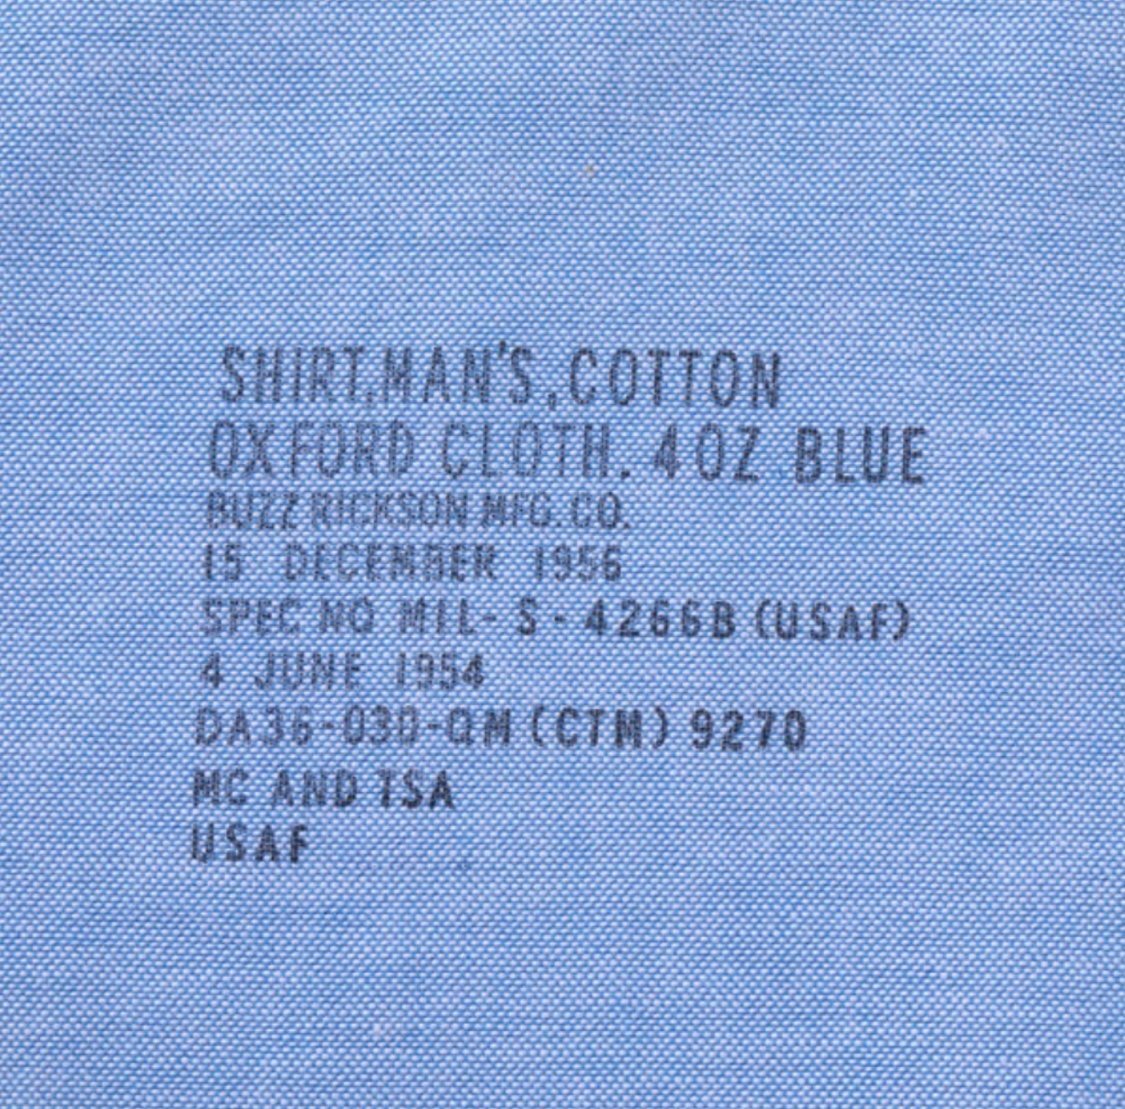 SHIRT,MAN'S,COTTON
OXFORD CLOTH. 4OZ BLUE
BUZZ RICKSON MFG. CO.
15 DECEMBER 1956
SPEC NO MIL-S-4266B (USAF)
4 JUNE 1954
DA36-030-QM (CTM) 9270
MC AND TSA
USAF